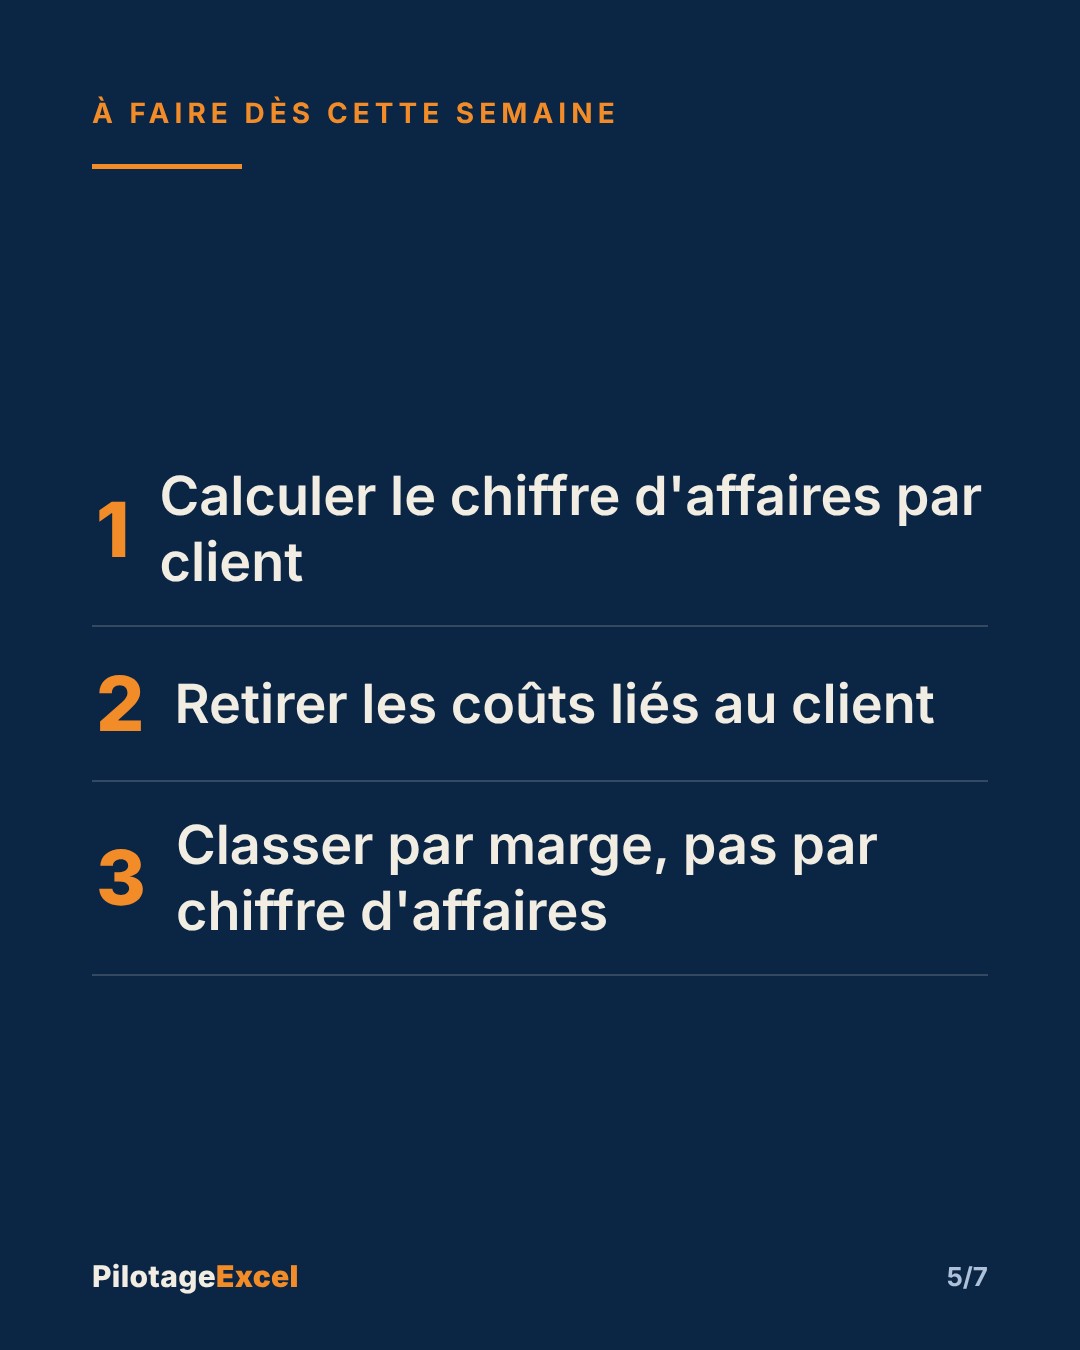 À FAIRE DÈS CETTE SEMAINE
1 Calculer le chiffre d'affaires par
client
2 Retirer les coûts liés au client
3 Classer par marge, pas par
chiffre d'affaires
PilotageExcel
5/7